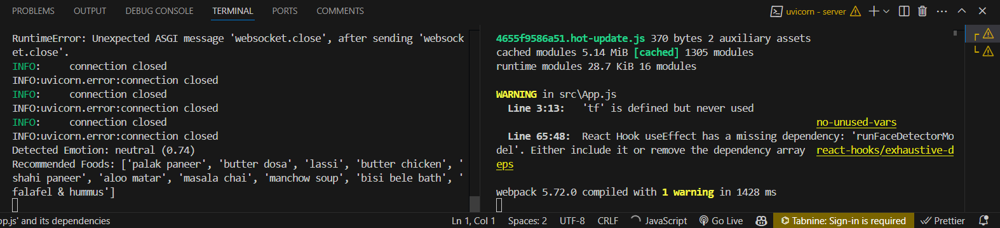 PROBLEMS OUTPUT DEBUG CONSOLE TERMINAL PORTS COMMENTS uvicorn - server
RuntimeError: Unexpected ASGI message 'websocket.close', after sending 'websock
et.close'.
INFO: connection closed
INFO:uvicorn.error:connection closed
INFO: connection closed
INFO:uvicorn.error:connection closed
INFO: connection closed
INFO:uvicorn.error:connection closed
Detected Emotion: neutral (0.74)
Recommended Foods: ['palak paneer', 'butter dosa', 'lassi', 'butter chicken', '
shahi paneer', 'aloo matar', 'masala chai', 'manchow soup', 'bisi bele bath', '
falafel & hummus']
4655f9586a51.hot-update.js 370 bytes 2 auxiliary assets
cached modules 5.14 MiB [cached] 1305 modules
runtime modules 28.7 KiB 16 modules
WARNING in src\App.js
Line 3:13: 'tf' is defined but never used
no-unused-vars
Line 65:48: React Hook useEffect has a missing dependency: 'runFaceDetectorMo
del'. Either include it or remove the dependency array react-hooks/exhaustive-d
eps
webpack 5.72.0 compiled with 1 warning in 1428 ms
pp.js' and its dependencies Ln 1, Col 1 Spaces: 2 UTF-8 CRLF JavaScript Go Live Tabnine: Sign-in is required Prettier